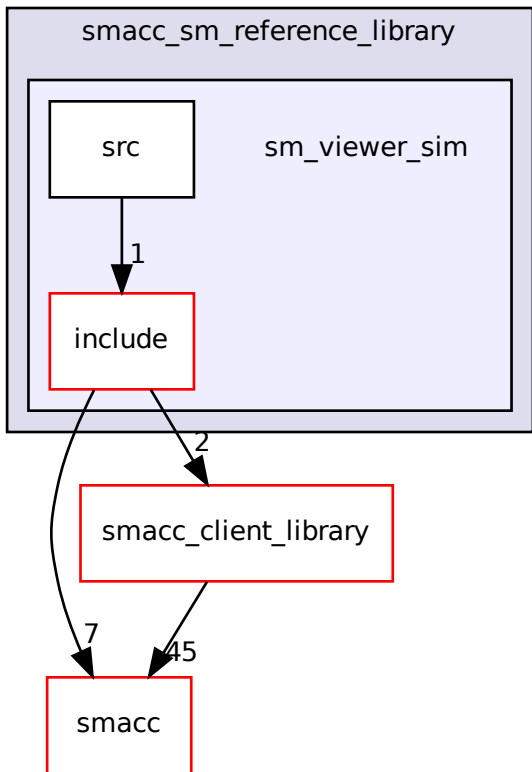 smacc_sm_reference_library
src
sm_viewer_sim
1
include
2
smacc_client_library
7
45
smacc